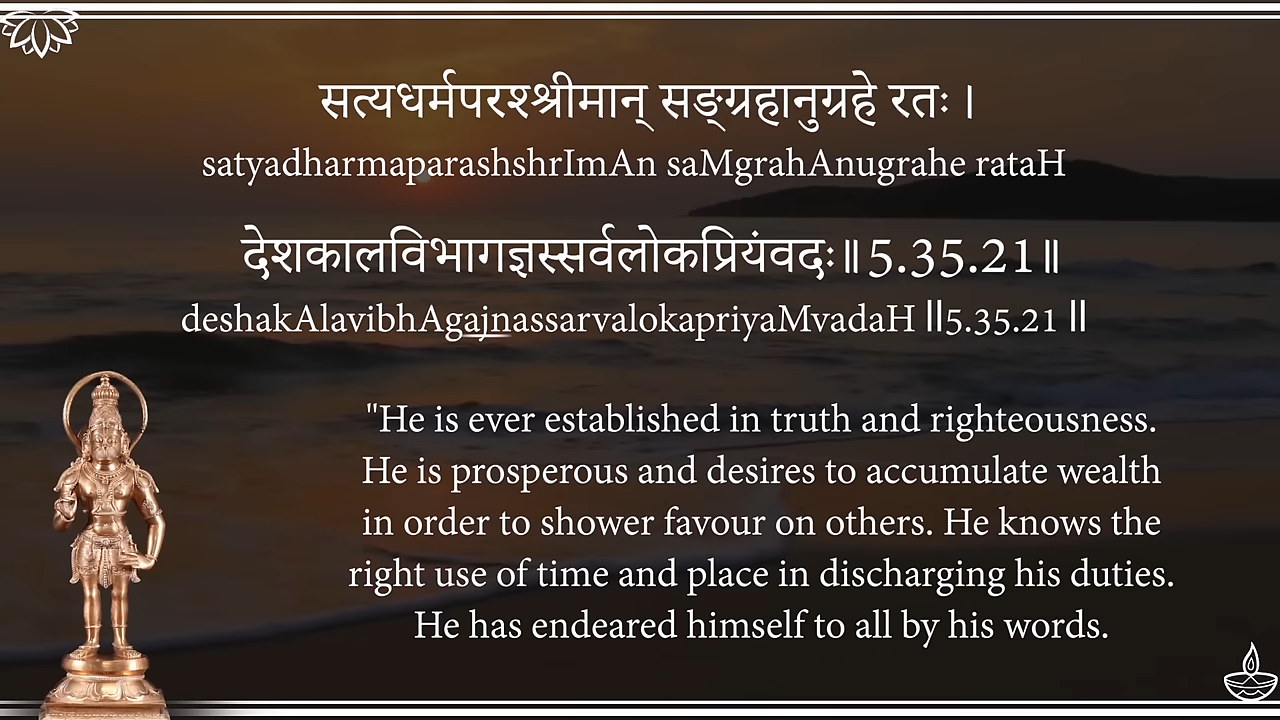 सत्यधर्मपरश्श्रीमान् सङ्ग्रहानुग्रहे रतः ।
satyadharmaparashshrImAn saMgrahAnugrahe rataH
देशकालविभागज्ञस्सर्वलोकप्रियंवदः॥5.35.21॥
deshakAlavibhAgajnassarvalokapriyaMvadaH ||5.35.21 ||
"He is ever established in truth and righteousness.
He is prosperous and desires to accumulate wealth
in order to shower favour on others. He knows the
right use of time and place in discharging his duties.
He has endeared himself to all by his words.